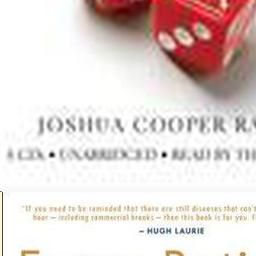 JOSHUA COOPER RA
CDs • UNABRIDGED • READ BY TH
"If you need to be reminded that there are still diseases that can't
hour — including commercial breaks — then this book is for you.
— HUGH LAURIE